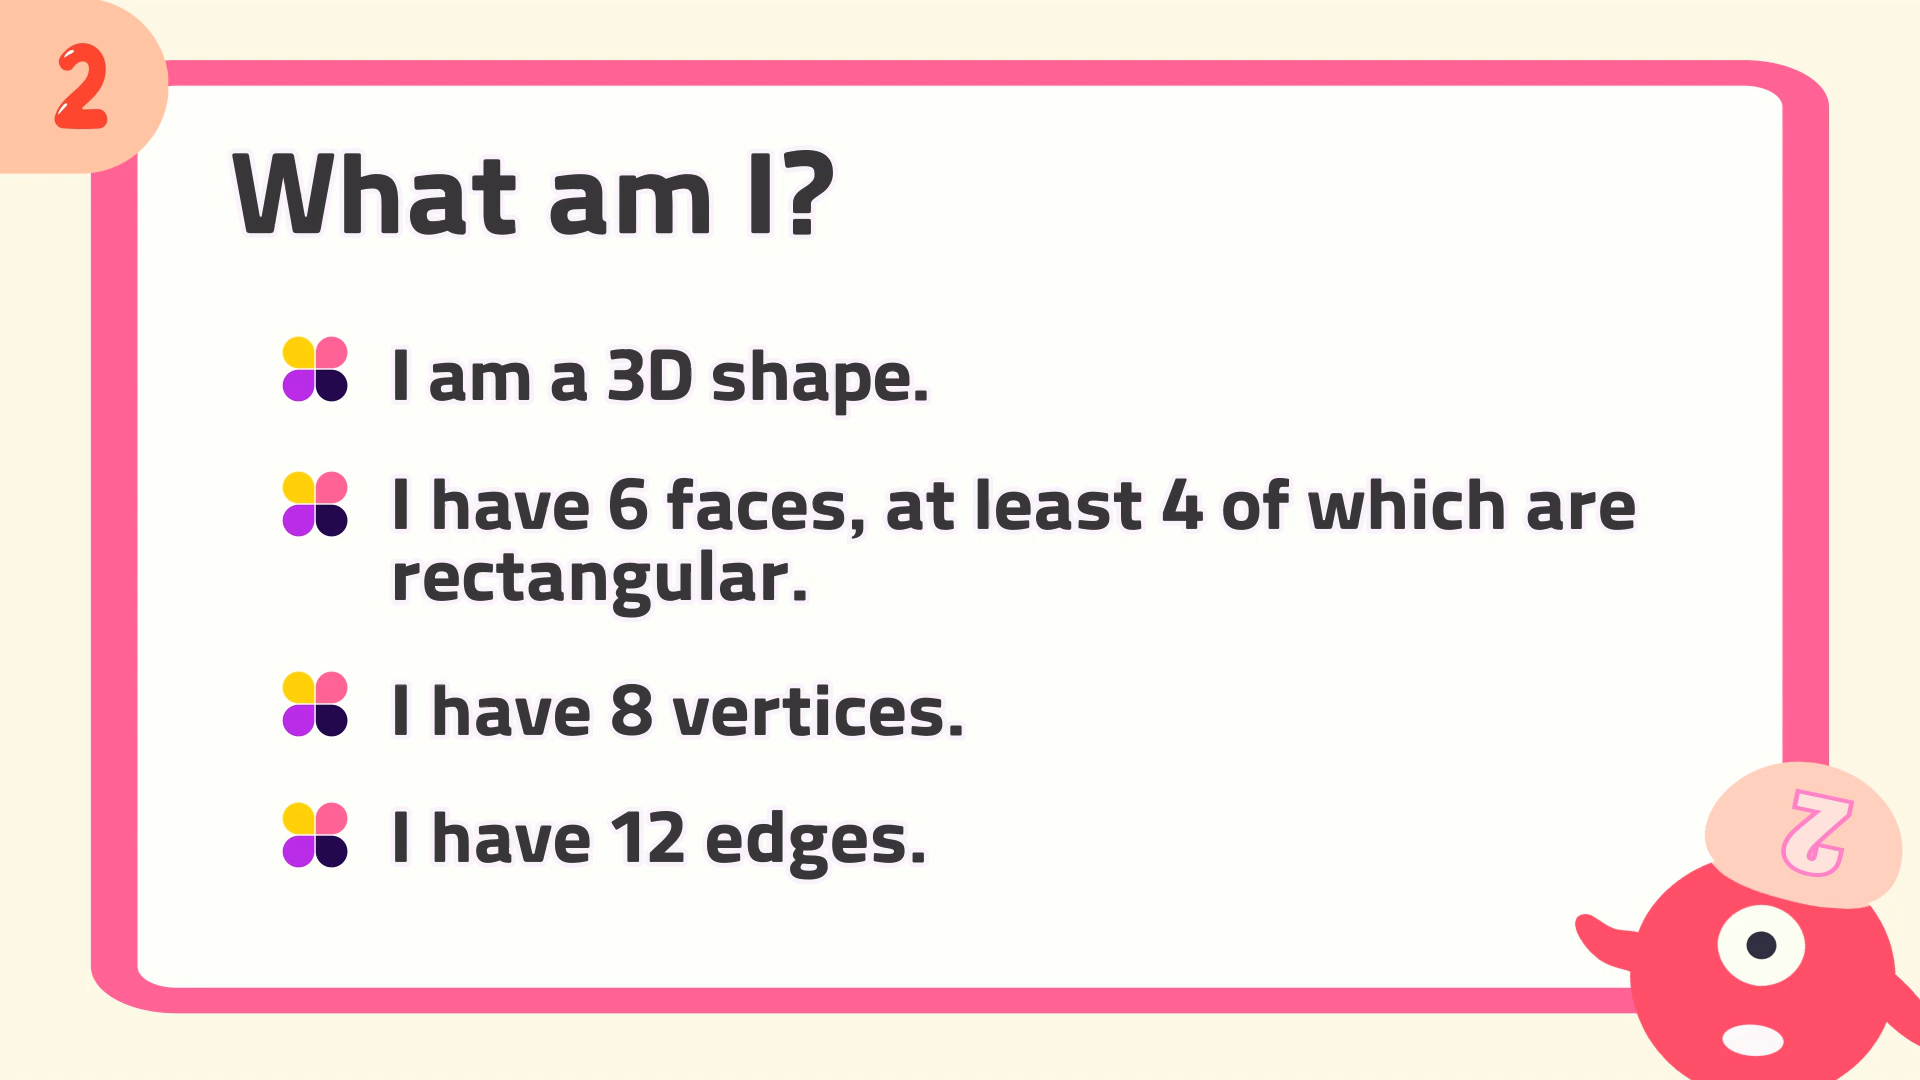 2
What am I?
I am a 3D shape.
I have 6 faces, at least 4 of which are
rectangular.
I have 8 vertices.
I have 12 edges.
2